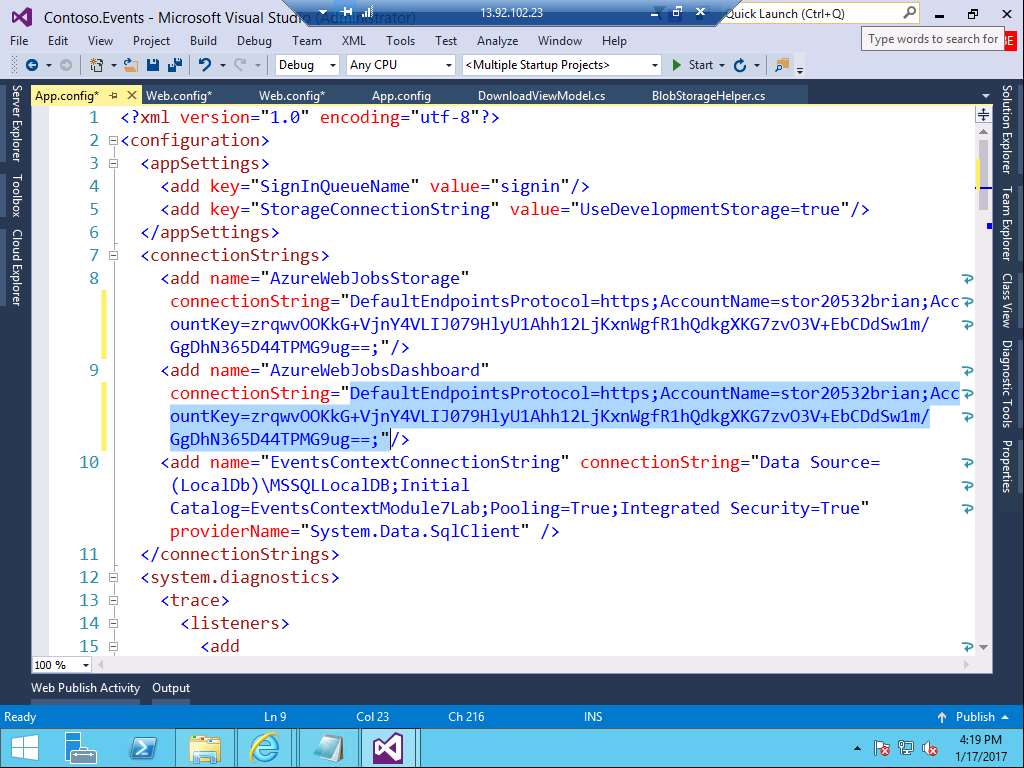 Contoso.Events - Microsoft Visual Studio (Administrator)
13.92.102.23
Quick Launch (Ctrl+Q)
File Edit View Project Build Debug Team XML Tools Test Analyze Window Help
Type words to search for
Debug Any CPU <Multiple Startup Projects> Start
App.config* Web.config* Web.config* App.config DownloadViewModel.cs BlobStorageHelper.cs
Server Explorer
Toolbox
Cloud Explorer
1 <?xml version="1.0" encoding="utf-8"?>
2 <configuration>
3 <appSettings>
4 <add key="SignInQueueName" value="signin"/>
5 <add key="StorageConnectionString" value="UseDevelopmentStorage=true"/>
6 </appSettings>
7 <connectionStrings>
8 <add name="AzureWebJobsStorage"
connectionString="DefaultEndpointsProtocol=https;AccountName=stor20532brian;Acc
ountKey=zrqwvOOKkG+VjnY4VLIJ079HlyU1Ahh12LjKxnWgfR1hQdkgXKG7zvO3V+EbCDdSw1m/
GgDhN365D44TPMG9ug==;"/>
9 <add name="AzureWebJobsDashboard"
connectionString="DefaultEndpointsProtocol=https;AccountName=stor20532brian;Acc
ountKey=zrqwvOOKkG+VjnY4VLIJ079HlyU1Ahh12LjKxnWgfR1hQdkgXKG7zvO3V+EbCDdSw1m/
GgDhN365D44TPMG9ug==;"/>
10 <add name="EventsContextConnectionString" connectionString="Data Source=
(LocalDb)\MSSQLLocalDB;Initial
Catalog=EventsContextModule7Lab;Pooling=True;Integrated Security=True"
providerName="System.Data.SqlClient" />
11 </connectionStrings>
12 <system.diagnostics>
13 <trace>
14 <listeners>
15 <add
Solution Explorer
Team Explorer
Class View
Diagnostic Tools
Properties
100 %
Web Publish Activity Output
Ready Ln 9 Col 23 Ch 216 INS Publish
4:19 PM
1/17/2017